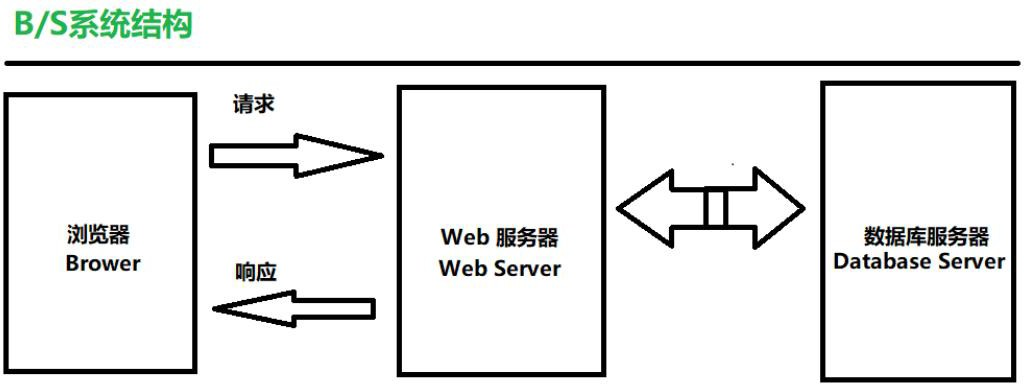 B/S系统结构
请求
浏览器
Brower
响应
Web 服务器
Web Server
数据库服务器
Database Server